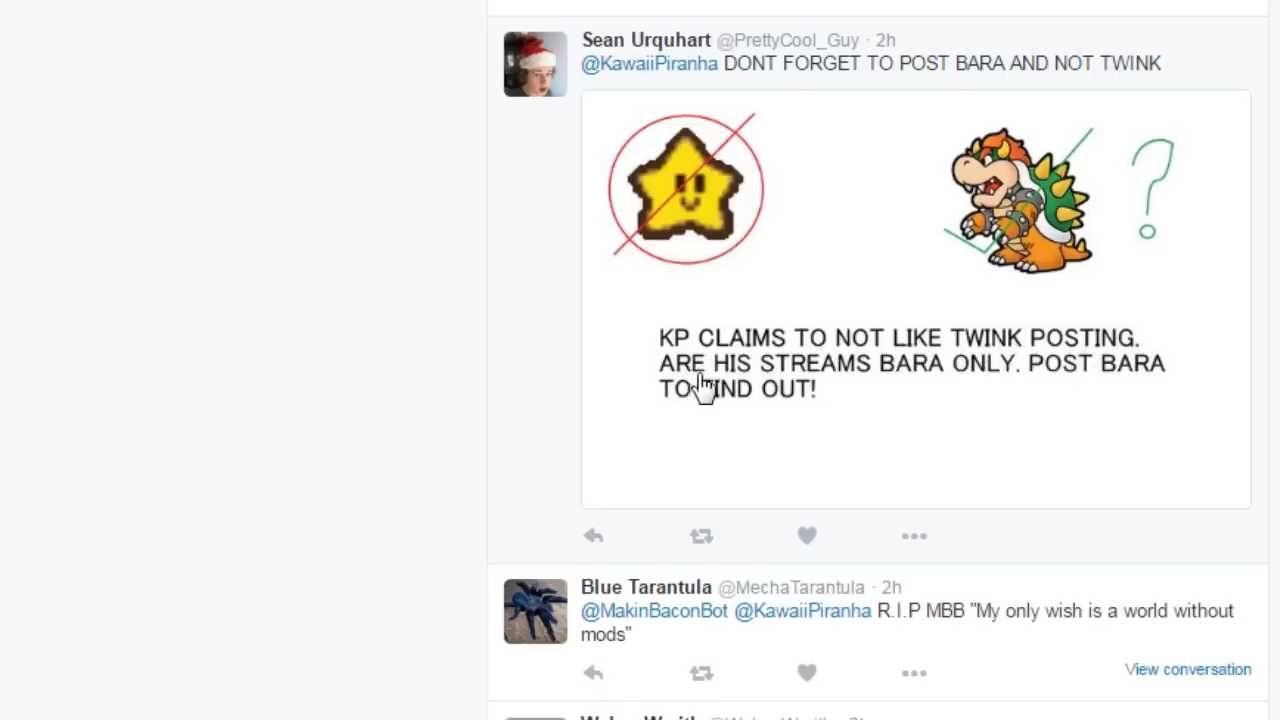 Sean Urquhart @PrettyCool_Guy · 2h
@KawaiiPiranha DONT FORGET TO POST BARA AND NOT TWINK
?
KP CLAIMS TO NOT LIKE TWINK POSTING.
ARE HIS STREAMS BARA ONLY. POST BARA
TO FIND OUT!
Blue Tarantula @MechaTarantula · 2h
@MakinBaconBot @KawaiiPiranha R.I.P MBB "My only wish is a world without
mods"
View conversation